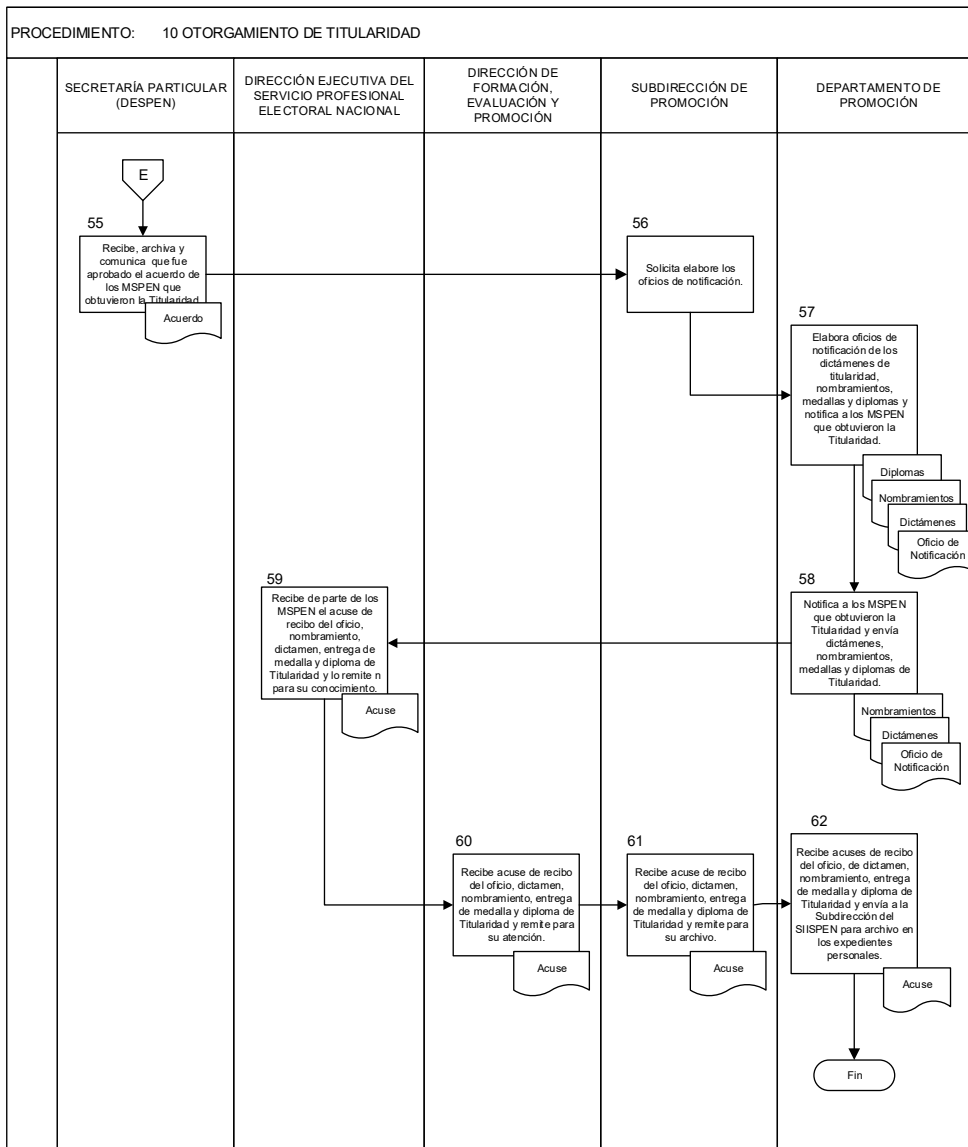 PROCEDIMIENTO: 10 OTORGAMIENTO DE TITULARIDAD
SECRETARÍA PARTICULAR
(DESPEN)
DIRECCIÓN EJECUTIVA DEL
SERVICIO PROFESIONAL
ELECTORAL NACIONAL
DIRECCIÓN DE
FORMACIÓN,
EVALUACIÓN Y
PROMOCIÓN
SUBDIRECCIÓN DE
PROMOCIÓN
DEPARTAMENTO DE
PROMOCIÓN
E
55
Recibe, archiva y
comunica que fue
aprobado el acuerdo de
los MSPEN que
obtuvieron la Titularidad
Acuerdo
56
Solicita elabore los
oficios de notificación.
57
Elabora oficios de
notificación de los
dictámenes de
titularidad,
nombramientos,
medallas y diplomas y
notifica a los MSPEN
que obtuvieron la
Titularidad.
Diplomas
Nombramientos
Dictámenes
Oficio de
Notificación
58
Notifica a los MSPEN
que obtuvieron la
Titularidad y envía
dictámenes,
nombramientos,
medallas y diplomas de
Titularidad.
Nombramientos
Dictámenes
Oficio de
Notificación
59
Recibe de parte de los
MSPEN el acuse de
recibo del oficio,
nombramiento,
dictamen, entrega de
medalla y diploma de
Titularidad y lo remite n
para su conocimiento.
Acuse
60
Recibe acuse de recibo
del oficio, dictamen,
nombramiento, entrega
de medalla y diploma de
Titularidad y remite para
su atención.
Acuse
61
Recibe acuse de recibo
del oficio, dictamen,
nombramiento, entrega
de medalla y diploma de
Titularidad y remite para
su archivo.
Acuse
62
Recibe acuses de recibo
del oficio, de dictamen,
nombramiento, entrega
de medalla y diploma de
Titularidad y envía a la
Subdirección del
SIISPEN para archivo en
los expedientes
personales.
Acuse
Fin